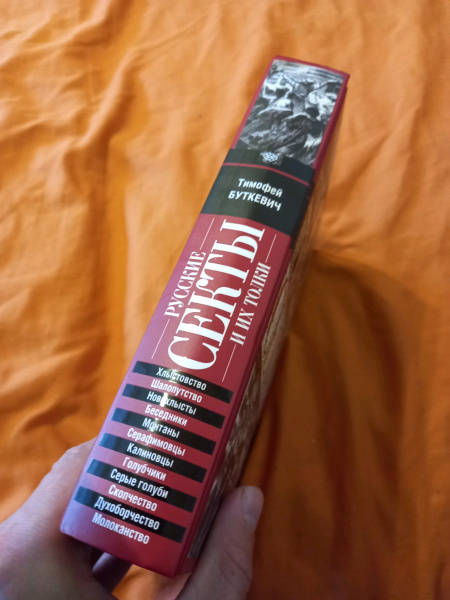 Тимофей
БУТКЕВИЧ
РУССКИЕ
СЕКТЫ
И ИХ ТОЛКИ
Хлыстовство
Шалопутство
Новохлысты
Беседники
Монтаны
Серафимовцы
Калиновцы
Голубчики
Серые голуби
Скопчество
Духоборчество
Молоканство